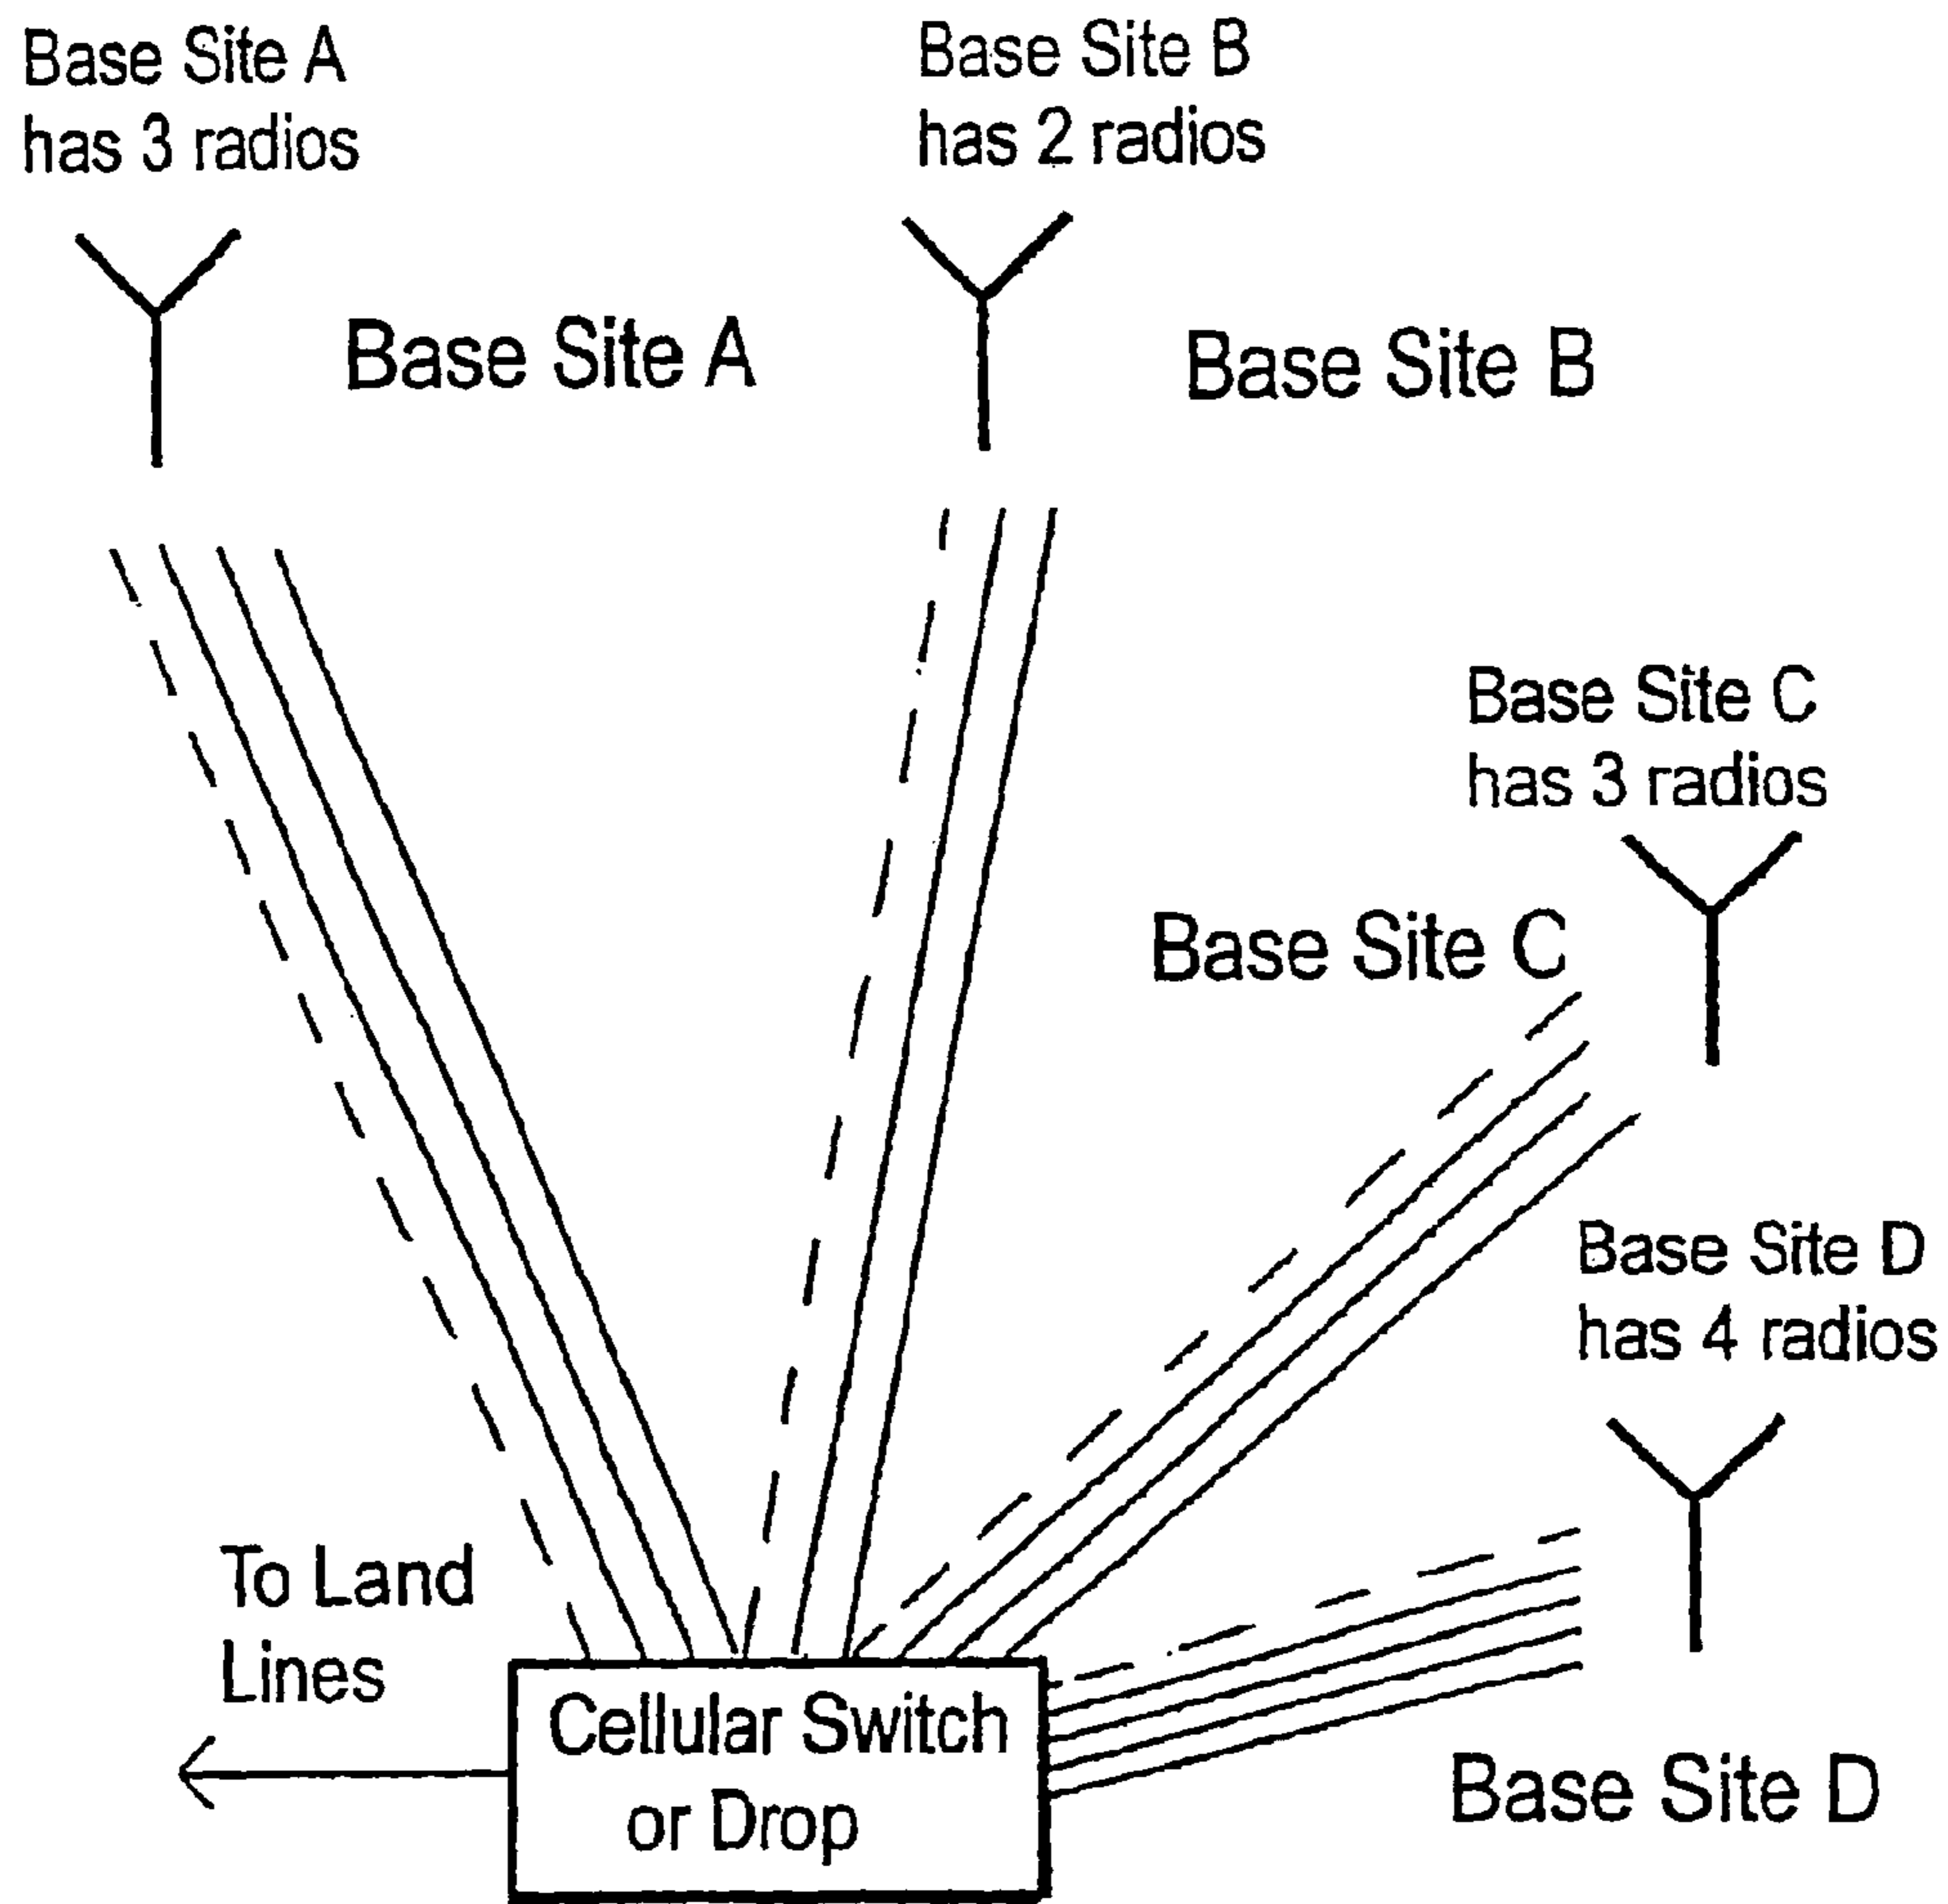 Base Site A
has 3 radios
Base Site B
has 2 radios
Base Site A
Base Site B
Base Site C
has 3 radios
Base Site C
Base Site D
has 4 radios
To Land
Lines
Cellular Switch
or Drop
Base Site D